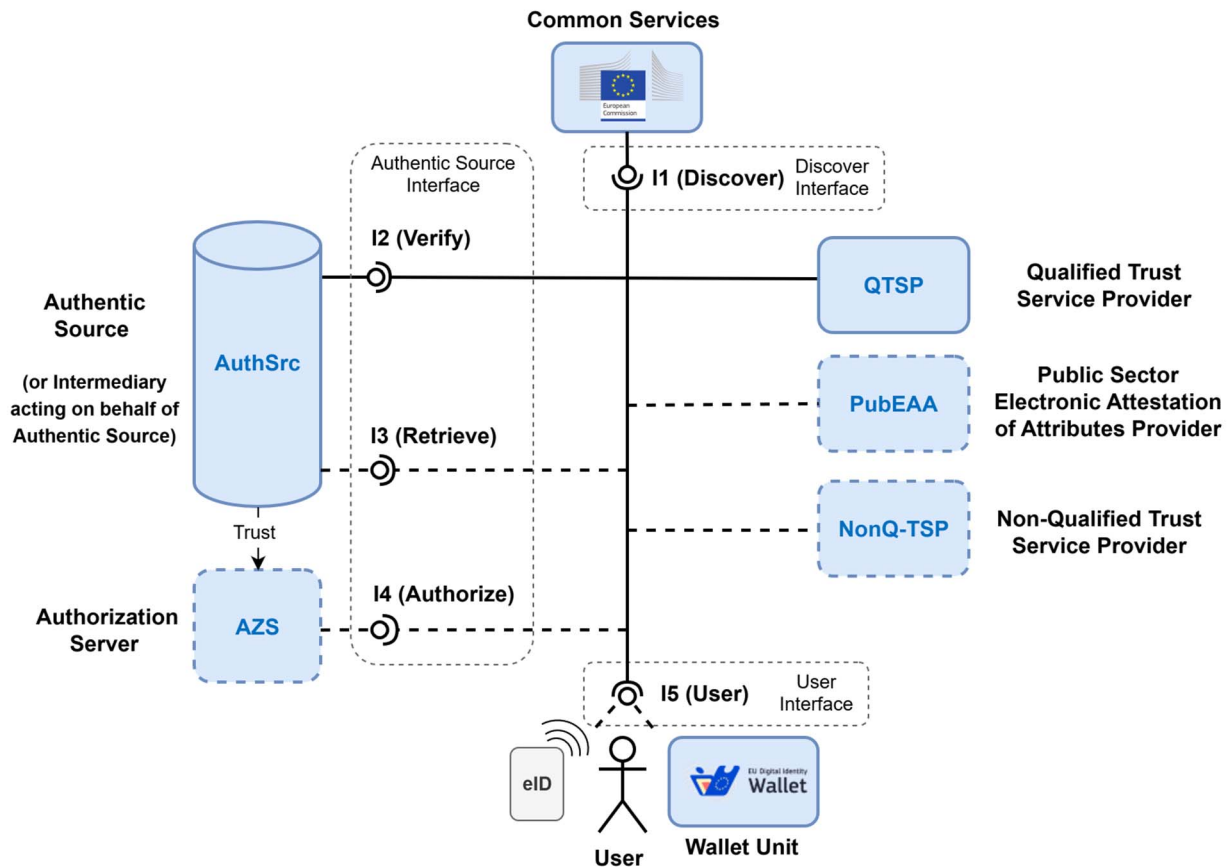 Common Services
European
Commission
Authentic Source
Interface
I1 (Discover)
Discover
Interface
I2 (Verify)
QTSP
Qualified Trust
Service Provider
Authentic
Source
(or Intermediary
acting on behalf of
Authentic Source)
AuthSrc
PubEAA
Public Sector
Electronic Attestation
of Attributes Provider
I3 (Retrieve)
NonQ-TSP
Non-Qualified Trust
Service Provider
Trust
Authorization
Server
AZS
I4 (Authorize)
I5 (User)
User
Interface
eID
EU Digital Identity
Wallet
User
Wallet Unit